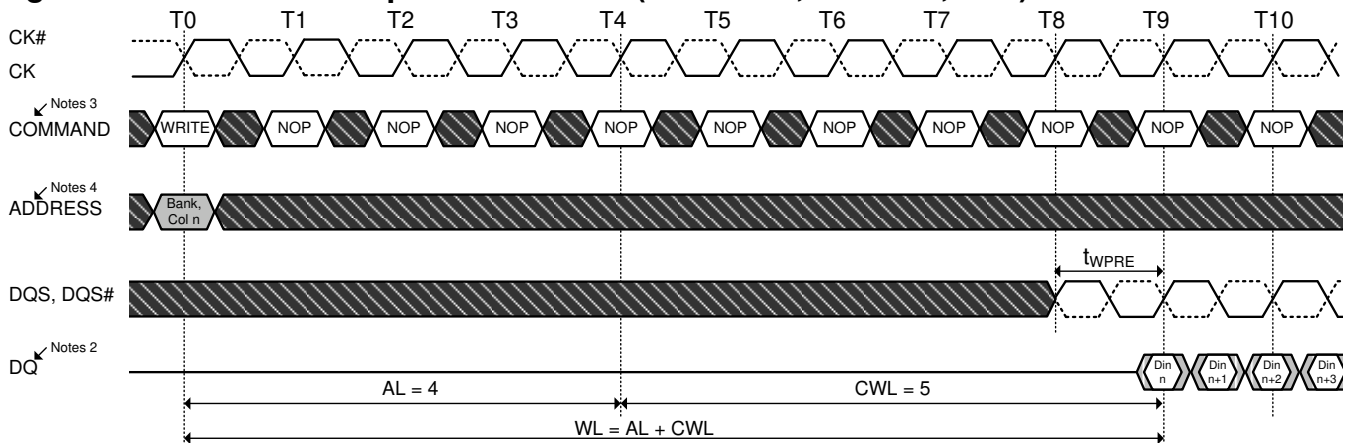 T0 T1 T2 T3 T4 T5 T6 T7 T8 T9 T10
CK#
CK
Notes 3
COMMAND WRITE NOP NOP NOP NOP NOP NOP NOP NOP NOP NOP
Notes 4
ADDRESS
Bank,
Col n
tWPRE
DQS, DQS#
Notes 2
DQ
Din
n
Din
n+1
Din
n+2
Din
n+3
AL = 4 CWL = 5
WL = AL + CWL